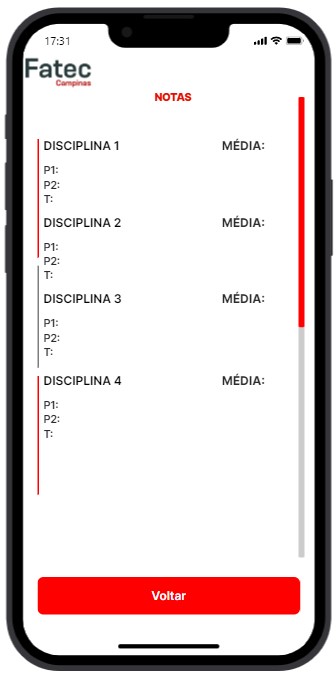 17:31
Fatec
Campinas
NOTAS
DISCIPLINA 1 MÉDIA:
P1:
P2:
T:
DISCIPLINA 2 MÉDIA:
P1:
P2:
T:
DISCIPLINA 3 MÉDIA:
P1:
P2:
T:
DISCIPLINA 4 MÉDIA:
P1:
P2:
T:
Voltar